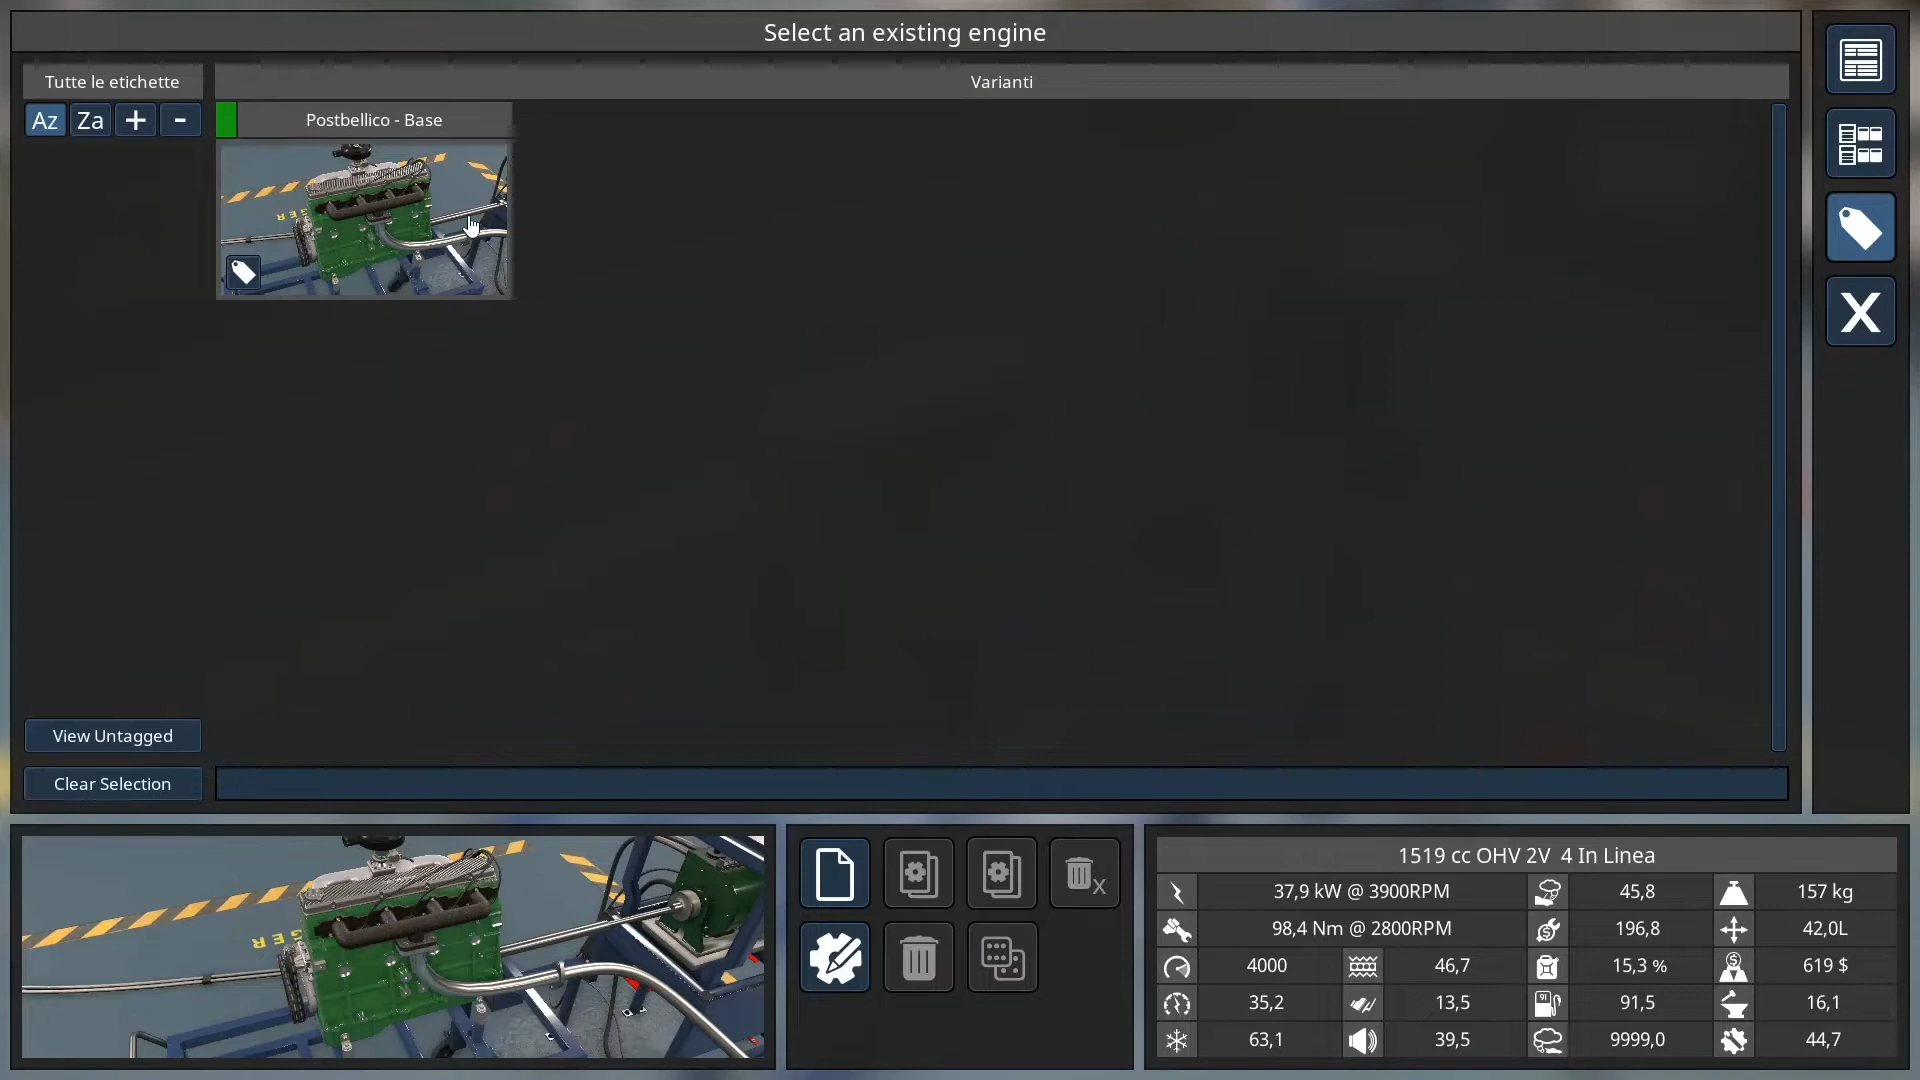 Select an existing engine
Tutte le etichette
Varianti
Az
Za
+
-
Postbellico - Base
GER
X
View Untagged
Clear Selection
GER
1519 cc OHV 2V 4 In Linea
37,9 kW @ 3900RPM
45,8
157 kg
98,4 Nm @ 2800RPM
196,8
42,0L
4000
46,7
15,3 %
619 $
35,2
13,5
91
91,5
16,1
63,1
39,5
9999,0
44,7